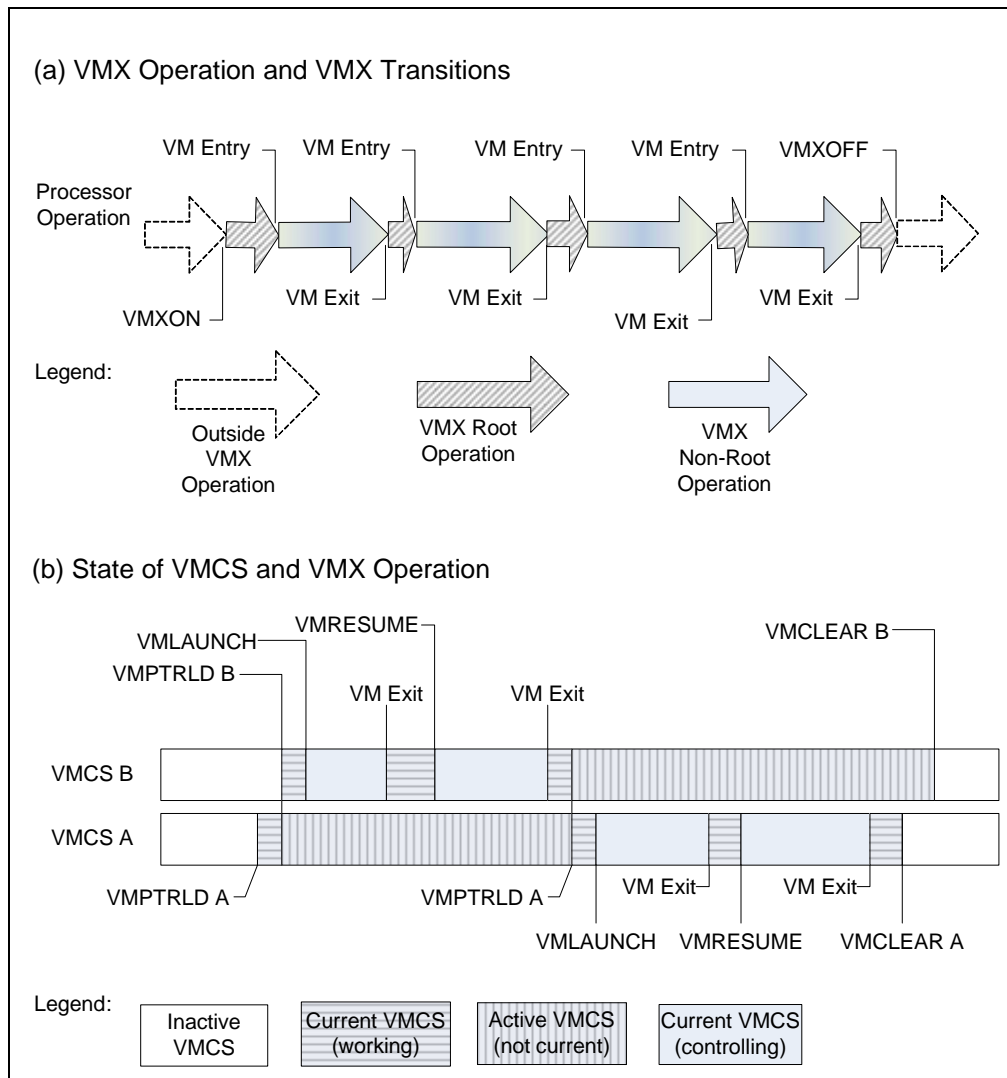 (a) VMX Operation and VMX Transitions
VM Entry
VM Entry
VM Entry
VM Entry
VMXOFF
Processor
Operation
VM Exit
VM Exit
VM Exit
VM Exit
VMXON
Legend:
Outside
VMX
Operation
VMX Root
Operation
VMX
Non-Root
Operation
(b) State of VMCS and VMX Operation
VMLAUNCH
VMRESUME
VMCLEAR B
VMPTRLD B
VM Exit
VM Exit
VMCS B
VMCS A
VMPTRLD A
VMPTRLD A
VM Exit
VM Exit
VMLAUNCH
VMRESUME
VMCLEAR A
Legend:
Inactive
VMCS
Current VMCS
(working)
Active VMCS
(not current)
Current VMCS
(controlling)